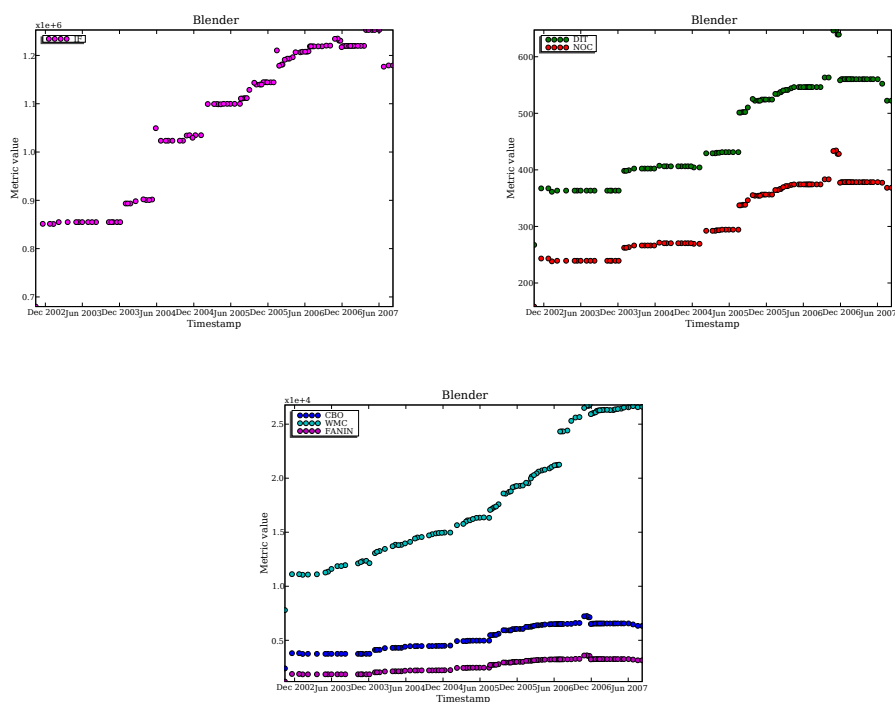 Blender
x1e+6
IF
1.2
1.1
1.0
0.9
0.8
0.7
Metric value
Dec 2002 Jun 2003 Dec 2003 Jun 2004 Dec 2004 Jun 2005 Dec 2005 Jun 2006 Dec 2006 Jun 2007
Timestamp
Blender
DIT
NOC
600
500
400
300
200
Metric value
Dec 2002 Jun 2003 Dec 2003 Jun 2004 Dec 2004 Jun 2005 Dec 2005 Jun 2006 Dec 2006 Jun 2007
Timestamp
Blender
x1e+4
CBO
WMC
FANIN
2.5
2.0
1.5
1.0
0.5
Metric value
Dec 2002 Jun 2003 Dec 2003 Jun 2004 Dec 2004 Jun 2005 Dec 2005 Jun 2006 Dec 2006 Jun 2007
Timestamp